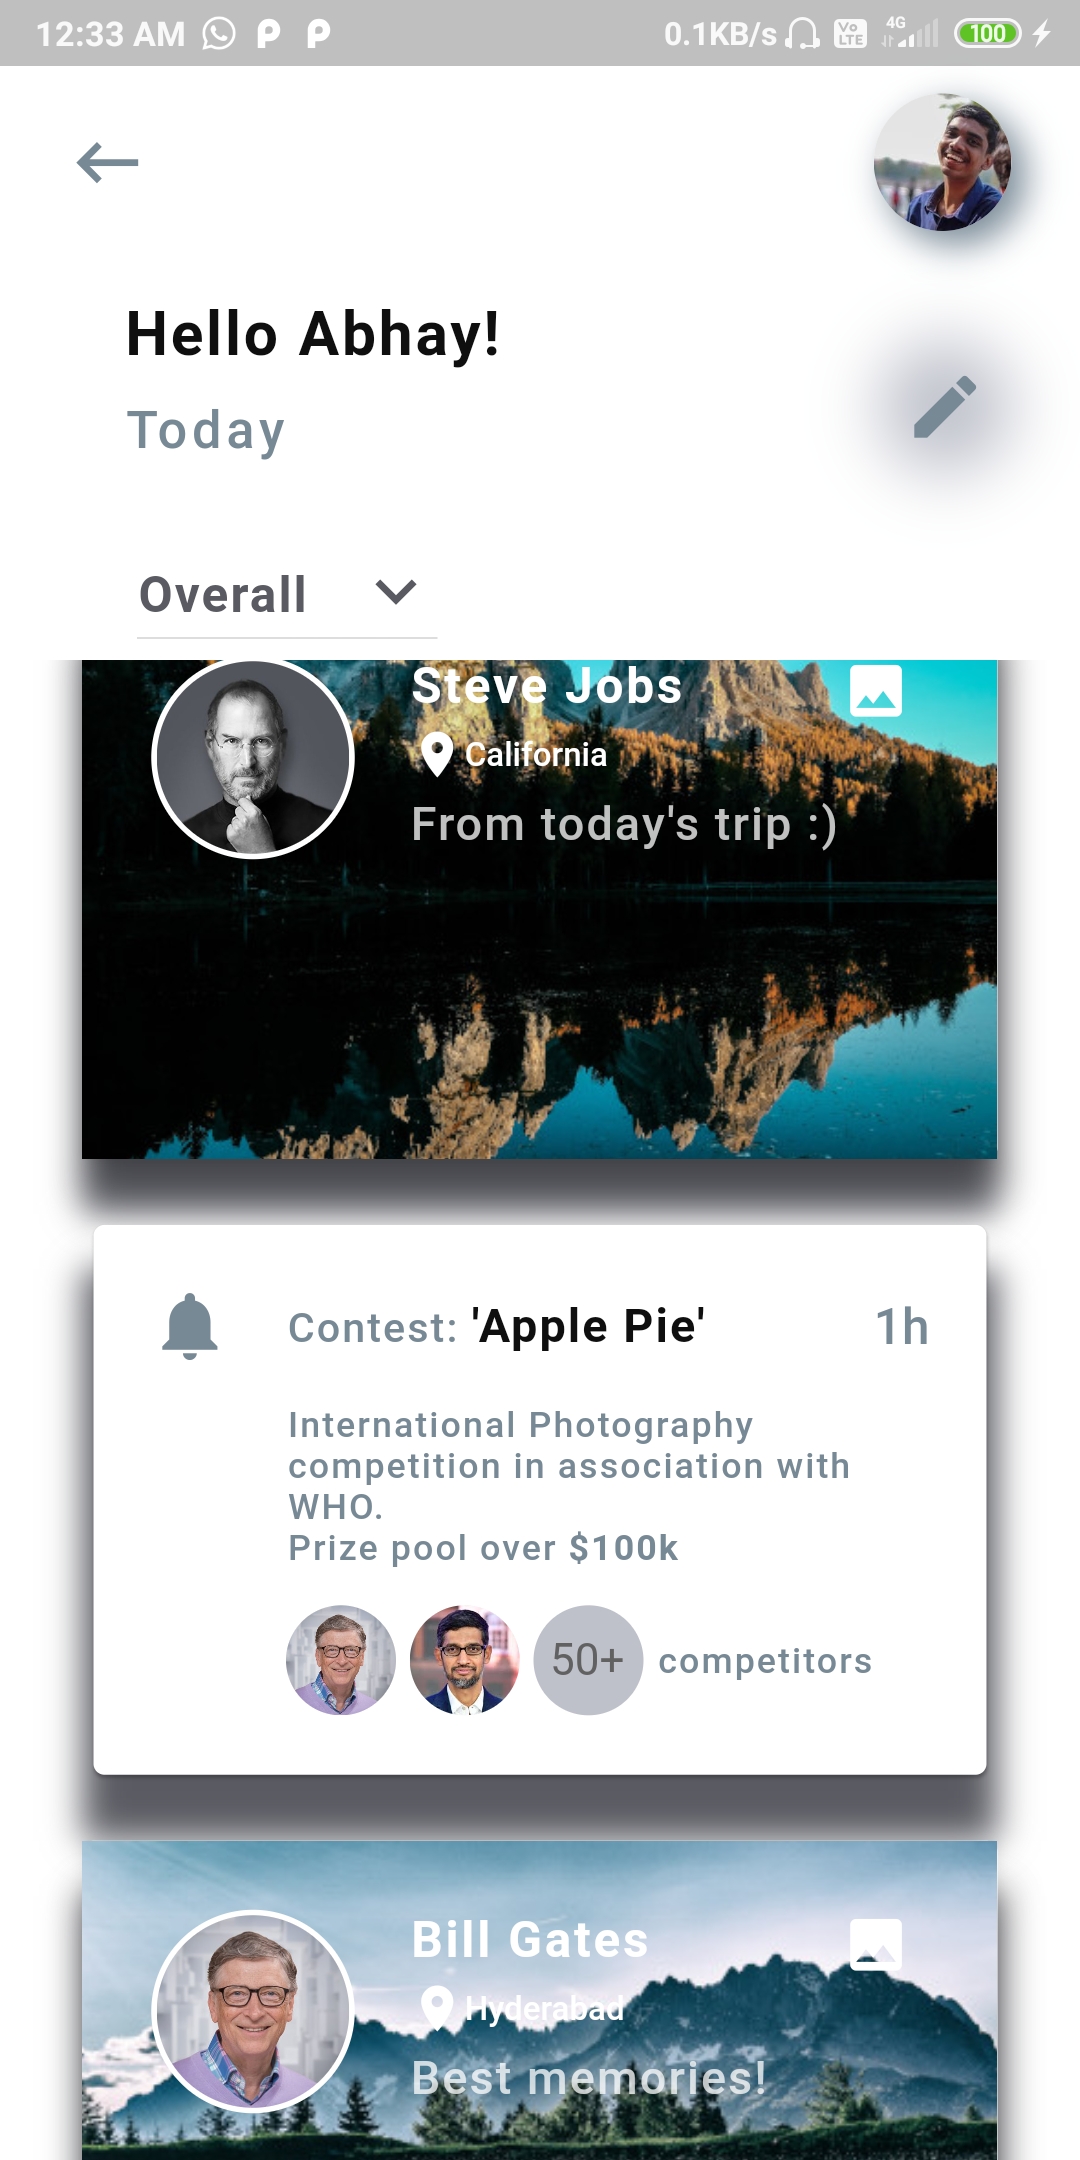 12:33 AM 0.1KB/s Vo LTE 4G 100
Hello Abhay!
Today
Overall
Steve Jobs
California
From today's trip :)
Contest: 'Apple Pie' 1h
International Photography
competition in association with
WHO.
Prize pool over $100k
50+ competitors
Bill Gates
Hyderabad
Best memories!